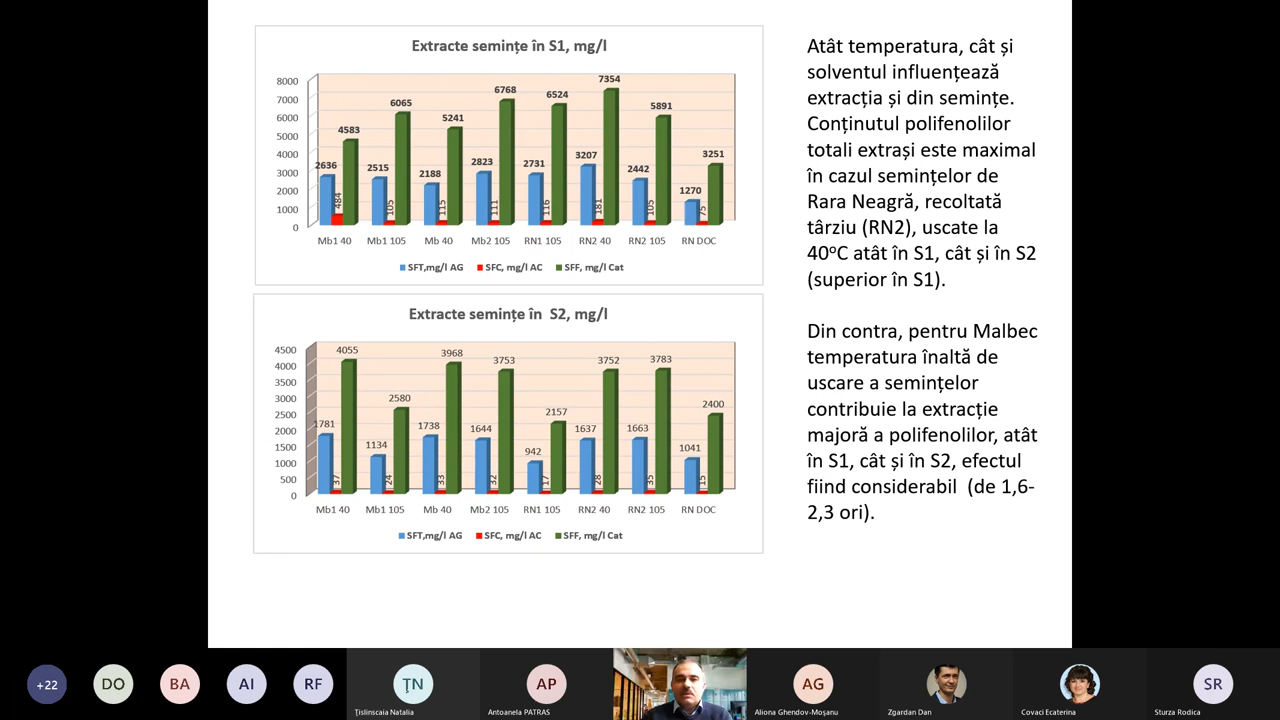 Extracte semințe în S1, mg/l
8000
7000
6000
5000
4000
3000
2000
1000
0
2636 484 4583
2515 105 6065
2188 115 5241
2823 111 6768
2731 116 6524
3207 181 7354
2442 105 5891
1270 75 3251
Mb1 40 Mb1 105 Mb 40 Mb2 105 RN1 105 RN2 40 RN2 105 RN DOC
SFT,mg/l AG SFC, mg/l AC SFF, mg/l Cat
Extracte semințe în S2, mg/l
4500
4000
3500
3000
2500
2000
1500
1000
500
0
1781 37 4055
1134 24 2580
1738 33 3968
1644 32 3753
942 17 2157
1637 28 3752
1663 35 3783
1041 15 2400
Mb1 40 Mb1 105 Mb 40 Mb2 105 RN1 105 RN2 40 RN2 105 RN DOC
SFT,mg/l AG SFC, mg/l AC SFF, mg/l Cat
Atât temperatura, cât și
solventul influențează
extracția și din semințe.
Conținutul polifenolilor
totali extrași este maximal
în cazul semințelor de
Rara Neagră, recoltată
târziu (RN2), uscate la
40ºC atât în S1, cât și în S2
(superior în S1).
Din contra, pentru Malbec
temperatura înaltă de
uscare a semințelor
contribuie la extracție
majoră a polifenolilor, atât
în S1, cât și în S2, efectul
fiind considerabil (de 1,6-
2,3 ori).
+22 DO BA AI RF ŢN AP AG SR
Ţislinscaia Natalia Antoanela PATRAS Aliona Ghendov-Moșanu Zgardan Dan Covaci Ecaterina Sturza Rodica